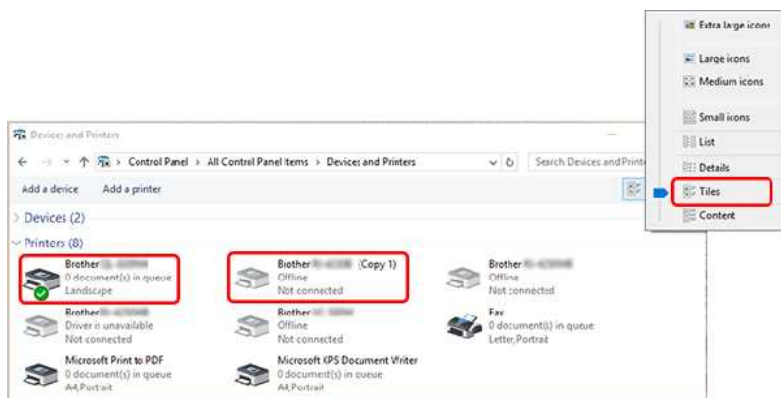 Extra large icons
Large icons
Medium icons
Small icons
List
Details
Tiles
Content
Devices and Printers
Control Panel > All Control Panel Items > Devices and Printers
Search Devices and Printe
Add a device Add a printer
Devices (2)
Printers (8)
Brother
0 document(s) in queue
Landscape
Brother (Copy 1)
Offline
Not connected
Brother
Offline
Not connected
Brother
Driver is unavailable
Not connected
Brother
Offline
Not connected
Fax
0 document(s) in queue
Letter, Portrait
Microsoft Print to PDF
0 document(s) in queue
A4, Portrait
Microsoft XPS Document Writer
0 document(s) in queue
A4, Portrait